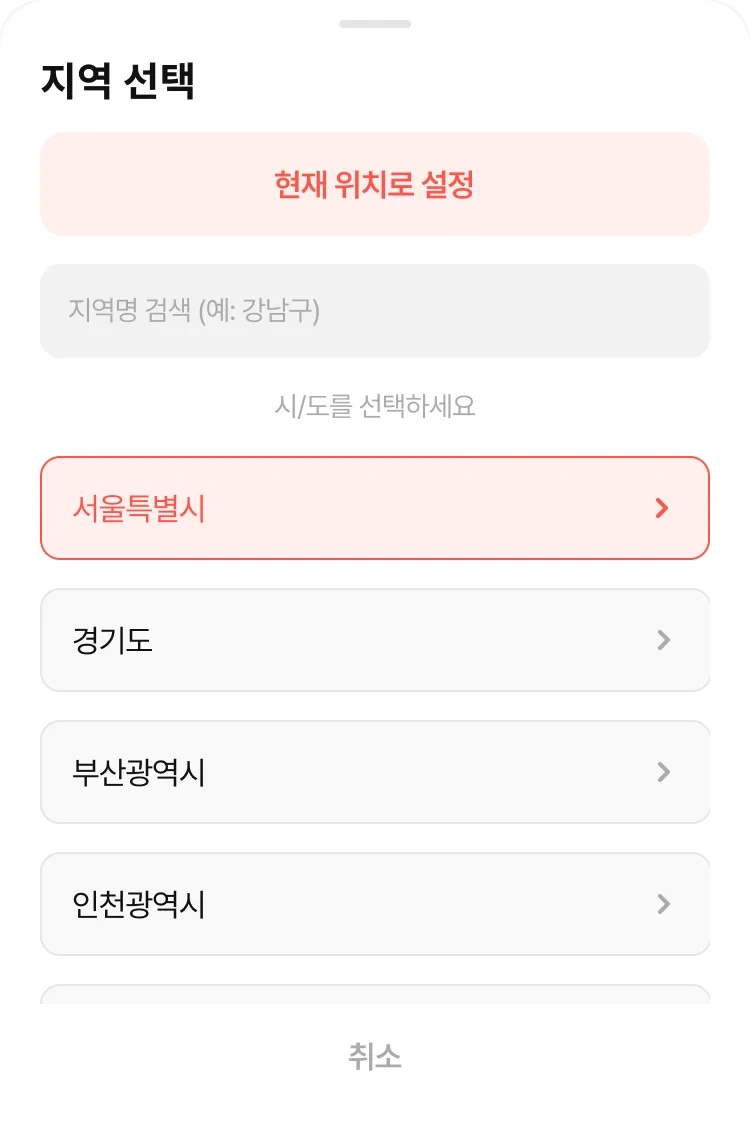 지역 선택
현재 위치로 설정
지역명 검색 (예: 강남구)
시/도를 선택하세요
서울특별시
경기도
부산광역시
인천광역시
취소